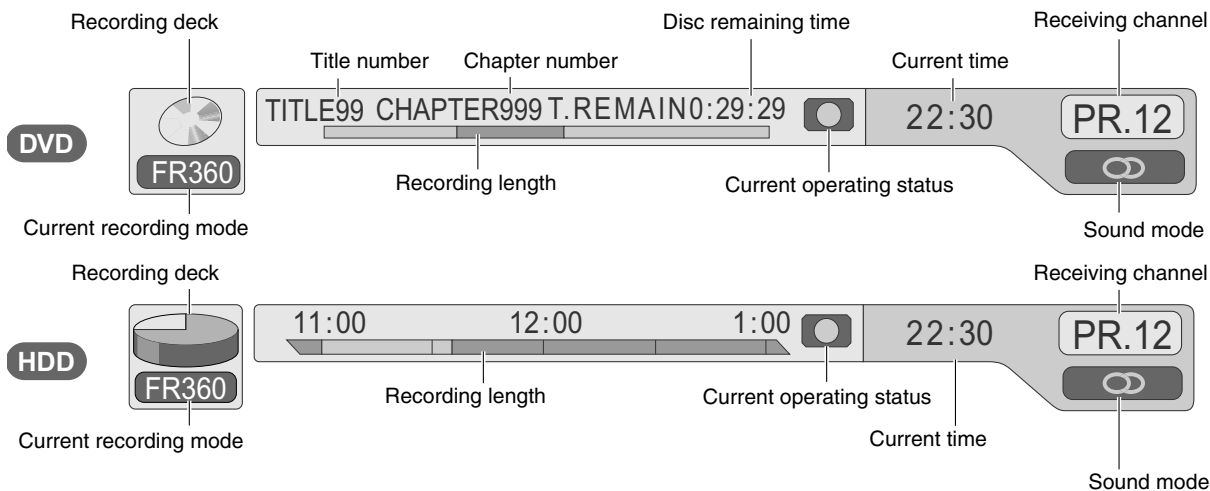 Recording deck
Disc remaining time
Receiving channel
Title number
Chapter number
Current time
TITLE99 CHAPTER999 T.REMAIN0:29:29
22:30
PR.12
DVD
FR360
Recording length
Current operating status
Current recording mode
Sound mode
Recording deck
Receiving channel
11:00 12:00 1:00
22:30
PR.12
HDD
FR360
Recording length
Current operating status
Current recording mode
Current time
Sound mode